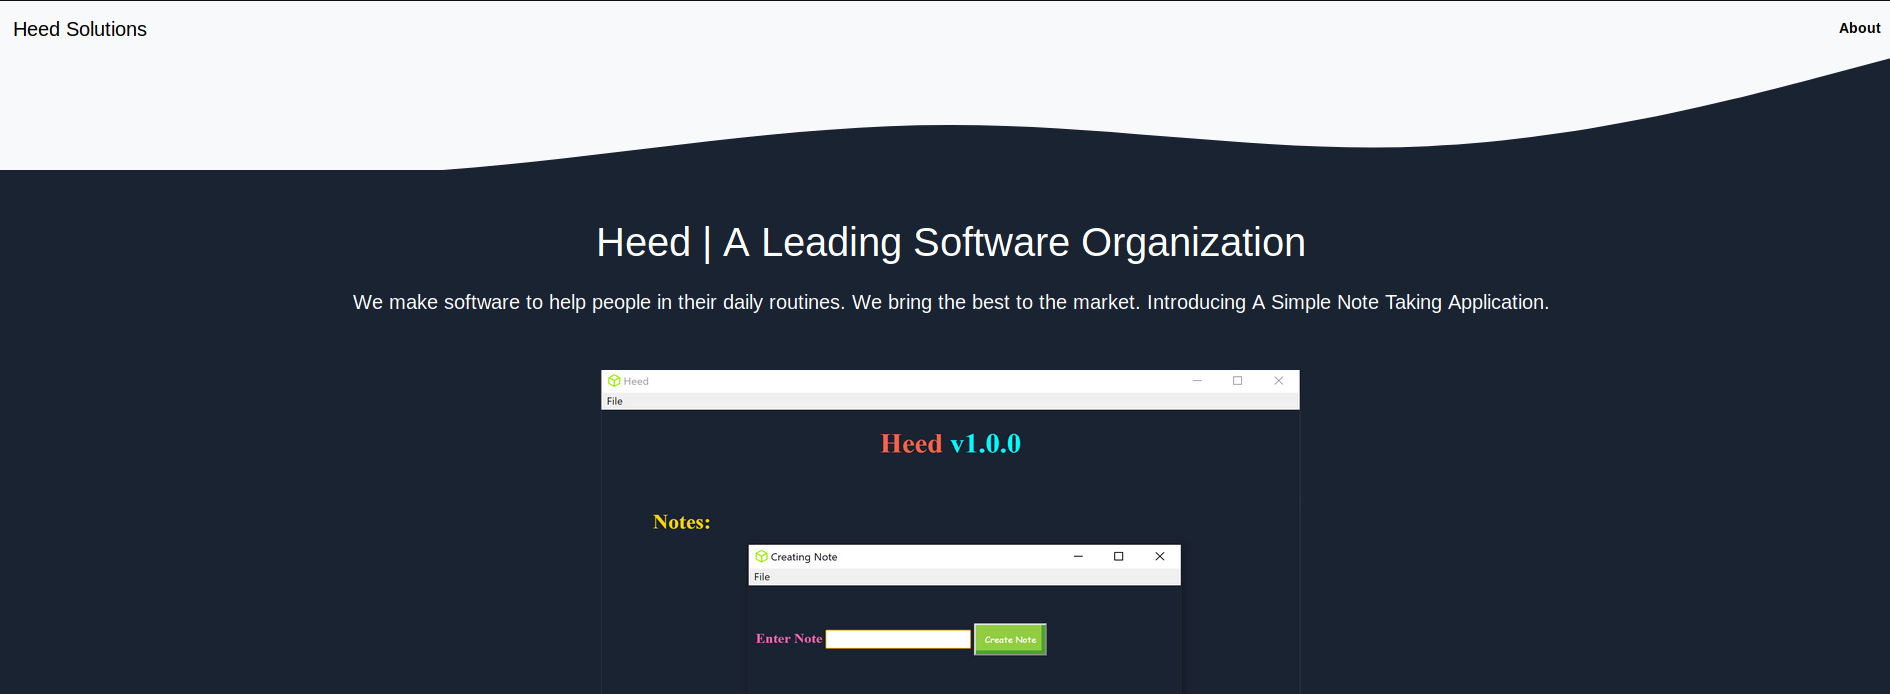 Heed Solutions
About
Heed | A Leading Software Organization
We make software to help people in their daily routines. We bring the best to the market. Introducing A Simple Note Taking Application.
Heed
File
Heed v1.0.0
Notes:
Creating Note
File
Enter Note
Create Note